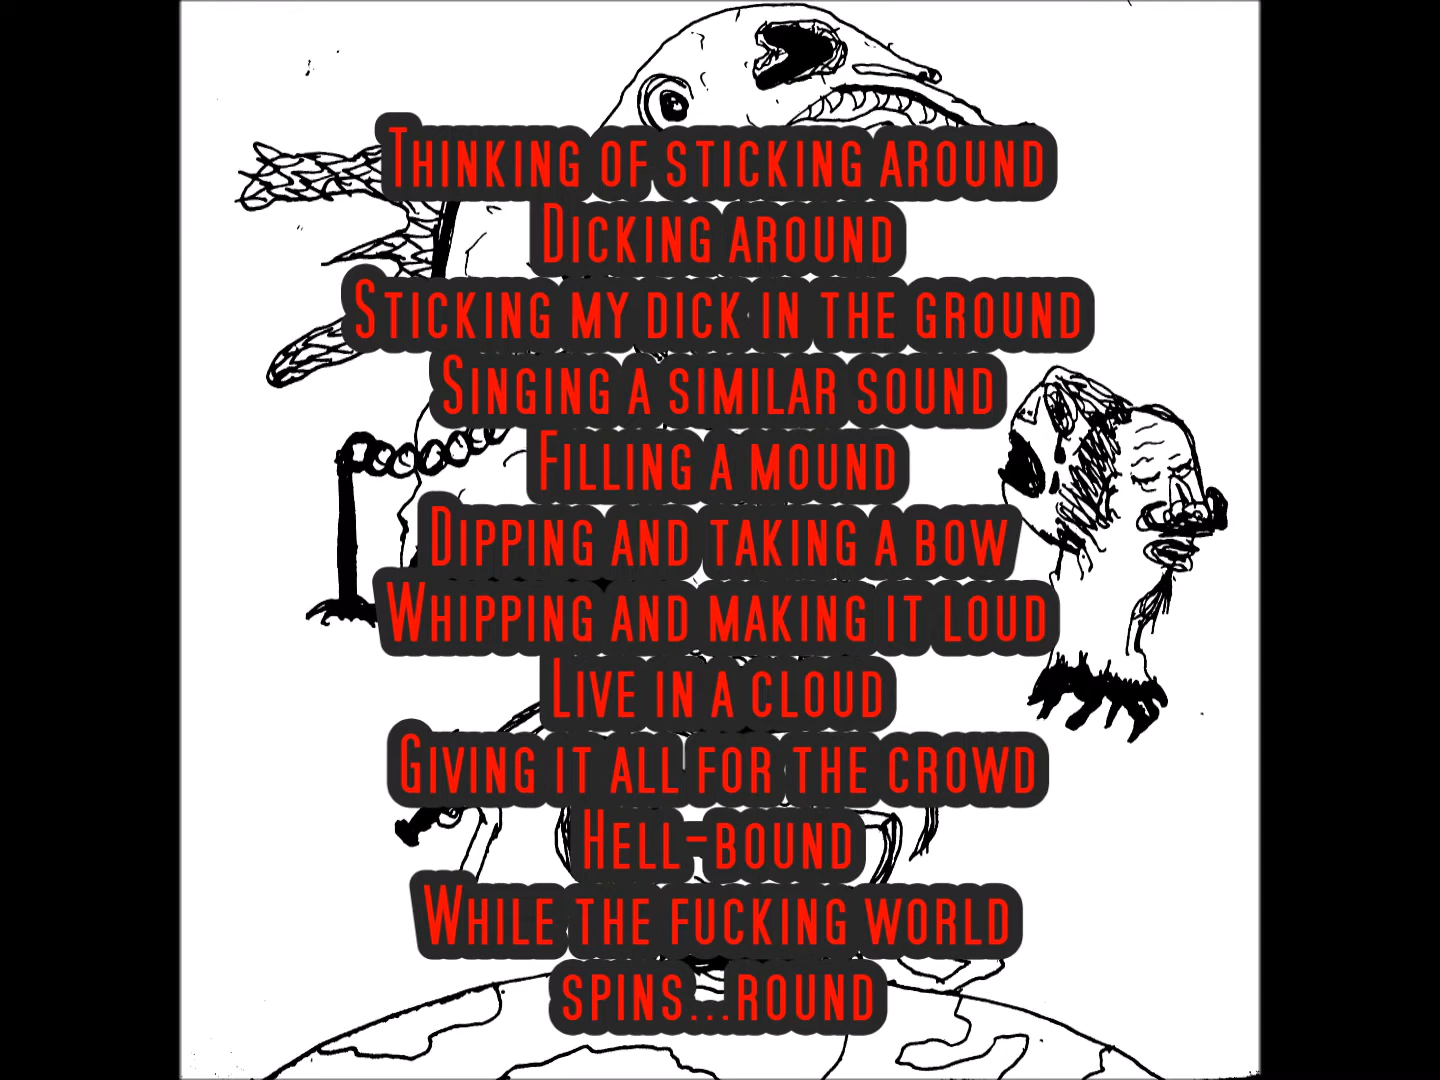 Thinking of sticking around
Dicking around
Sticking my dick in the ground
Singing a similar sound
Filling a mound
Dipping and taking a bow
Whipping and making it loud
Live in a cloud
Giving it all for the crowd
Hell-bound
While the fucking world
spins...round